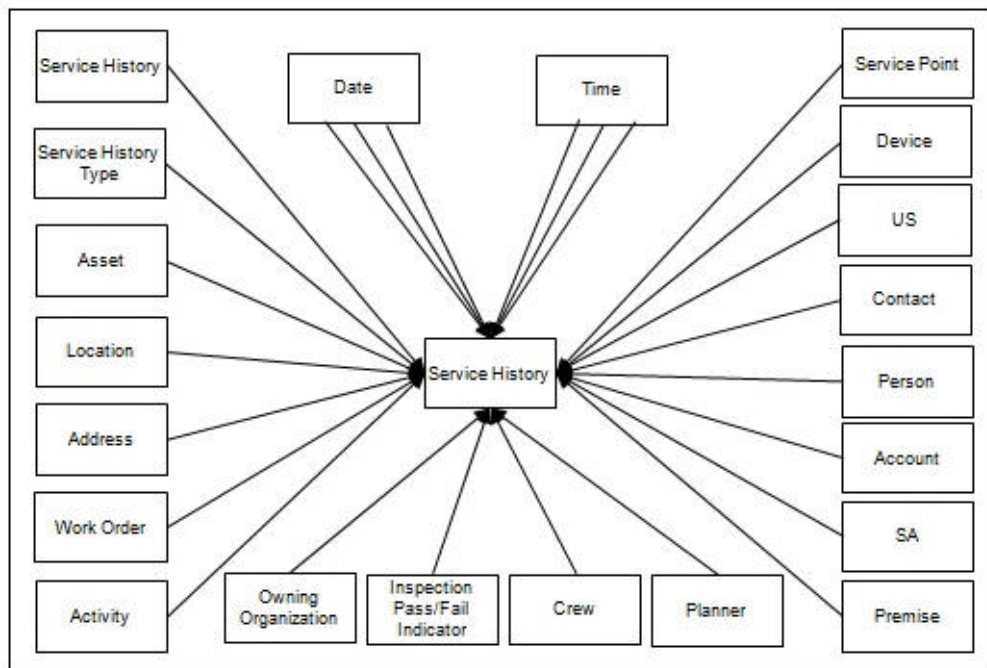 Service History
Date
Time
Service Point
Service History
Type
Device
Asset
US
Location
Contact
Service History
Person
Address
Account
Work Order
SA
Activity
Owning
Organization
Inspection
Pass/Fail
Indicator
Crew
Planner
Premise